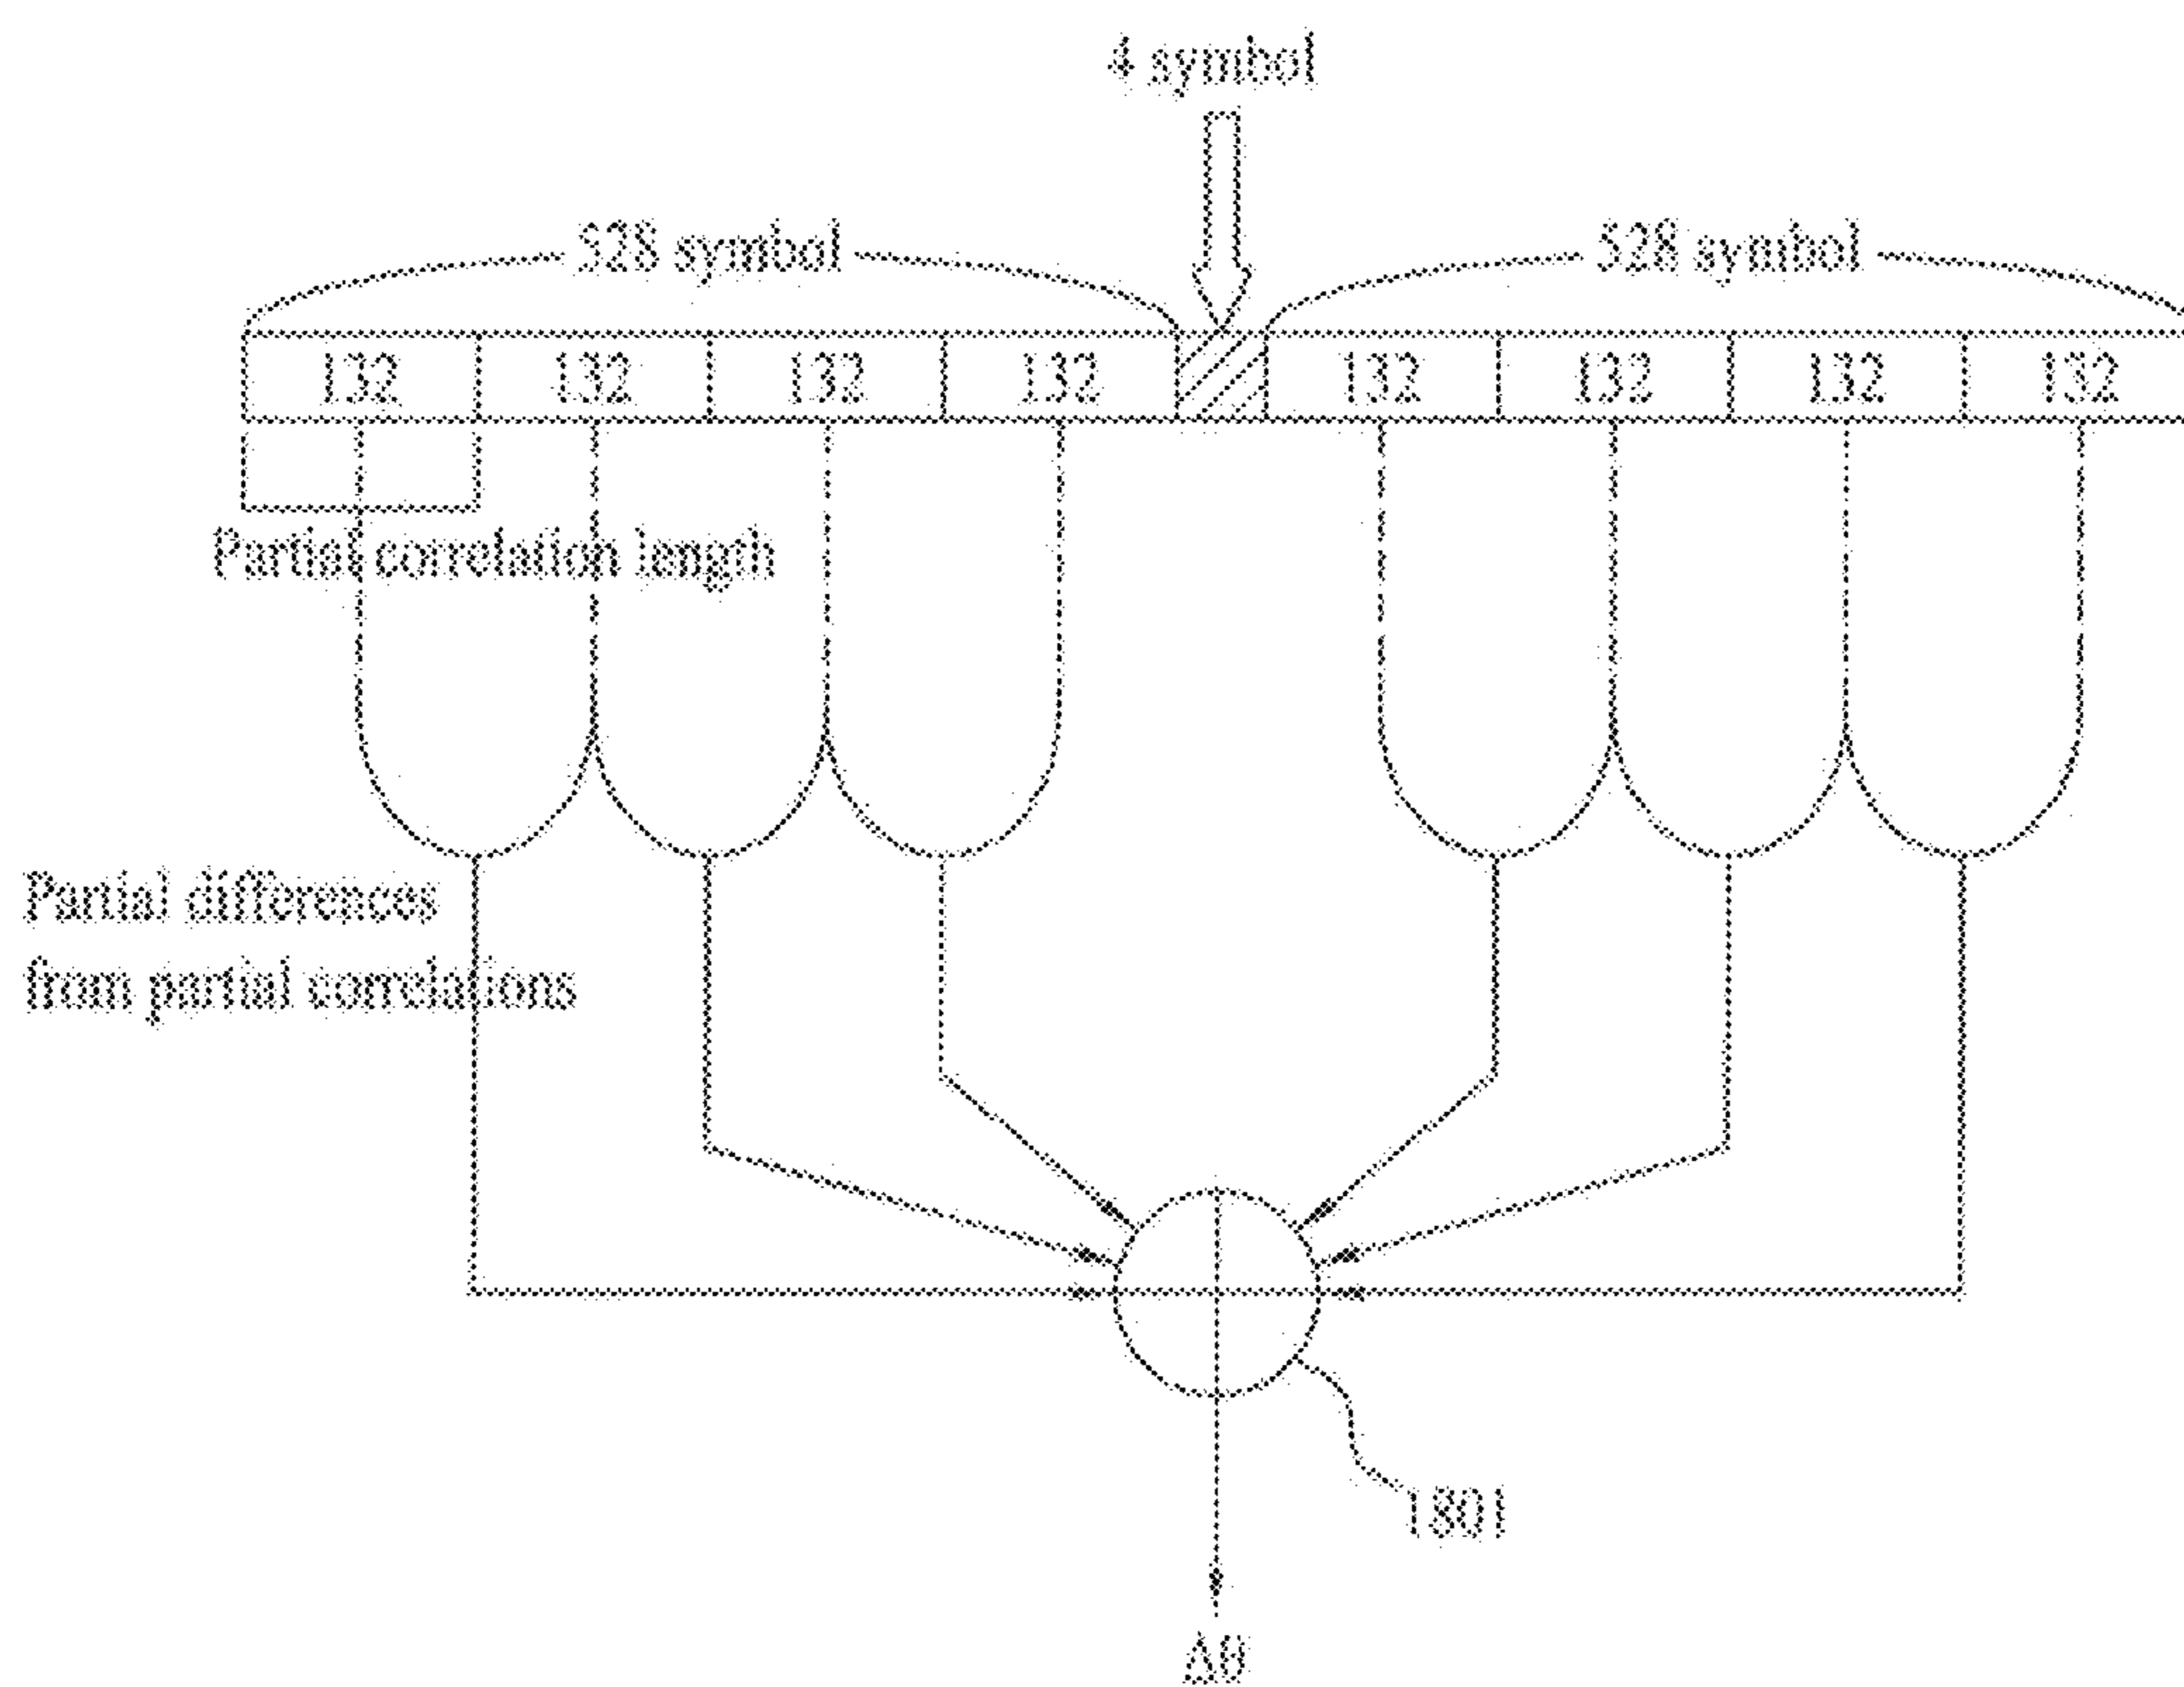 4 symbol
528 symbol
528 symbol
132 132 132 132 132 132 132 132
Partial correlation length
Partial differences
from partial correlations
1801
Δθ